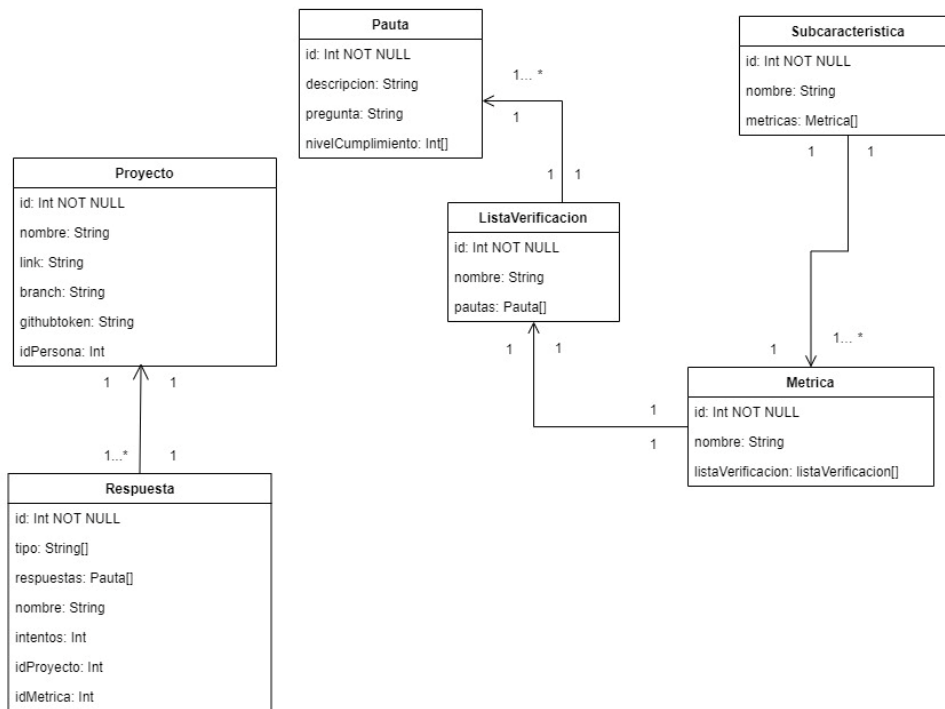 Pauta
id: Int NOT NULL
descripcion: String
pregunta: String
nivelCumplimiento: Int[]
Subcaracteristica
id: Int NOT NULL
nombre: String
metricas: Metrica[]
1... *
1
1
1
1
1
Proyecto
id: Int NOT NULL
nombre: String
link: String
branch: String
githubtoken: String
idPersona: Int
ListaVerificacion
id: Int NOT NULL
nombre: String
pautas: Pauta[]
1
1
1
1... *
1
1
1
1
Metrica
id: Int NOT NULL
nombre: String
listaVerificacion: listaVerificacion[]
1...*
1
Respuesta
id: Int NOT NULL
tipo: String[]
respuestas: Pauta[]
nombre: String
intentos: Int
idProyecto: Int
idMetrica: Int